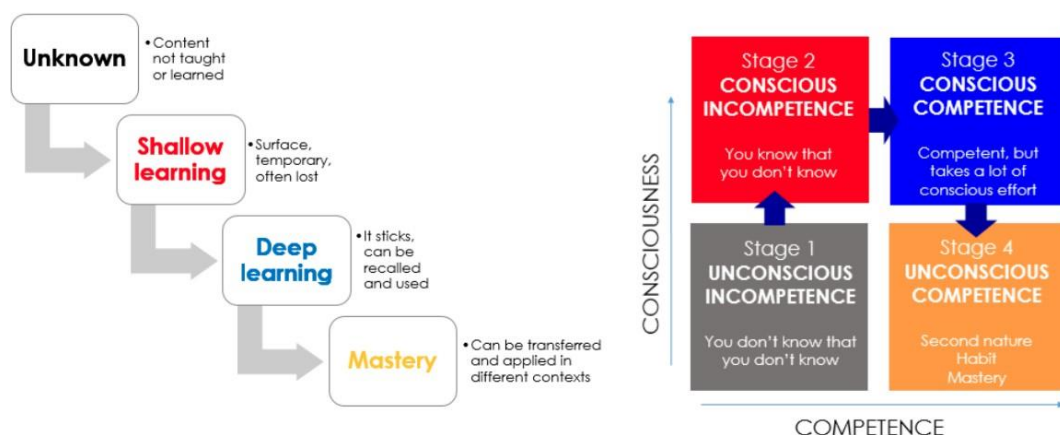 Unknown
•Content
not taught
or learned
Shallow
learning
•Surface,
temporary,
often lost
Deep
learning
•It sticks,
can be
recalled
and used
Mastery
•Can be transferred
and applied in
different contexts
CONSCIOUSNESS
Stage 2
CONSCIOUS
INCOMPETENCE
You know that
you don't know
Stage 3
CONSCIOUS
COMPETENCE
Competent, but
takes a lot of
conscious effort
Stage 1
UNCONSCIOUS
INCOMPETENCE
You don't know that
you don't know
Stage 4
UNCONSCIOUS
COMPETENCE
Second nature
Habit
Mastery
COMPETENCE